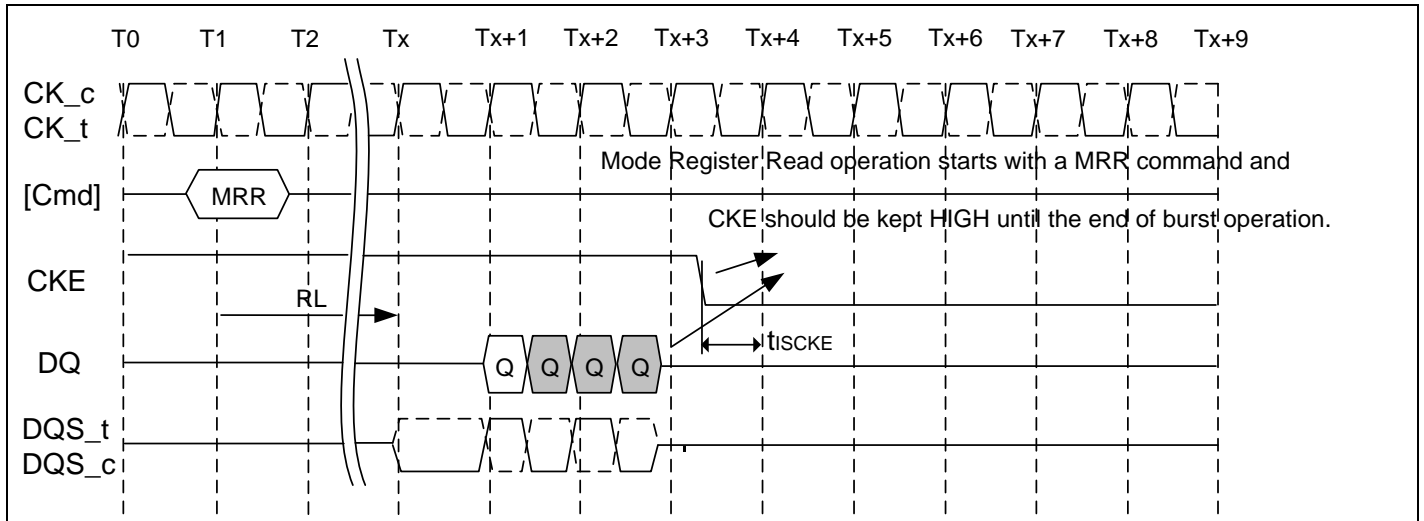 T0 T1 T2 Tx Tx+1 Tx+2 Tx+3 Tx+4 Tx+5 Tx+6 Tx+7 Tx+8 Tx+9
CK_c
CK_t
Mode Register Read operation starts with a MRR command and
[Cmd] MRR
CKE should be kept HIGH until the end of burst operation.
CKE
RL
tISCKE
DQ Q Q Q Q
DQS_t
DQS_c